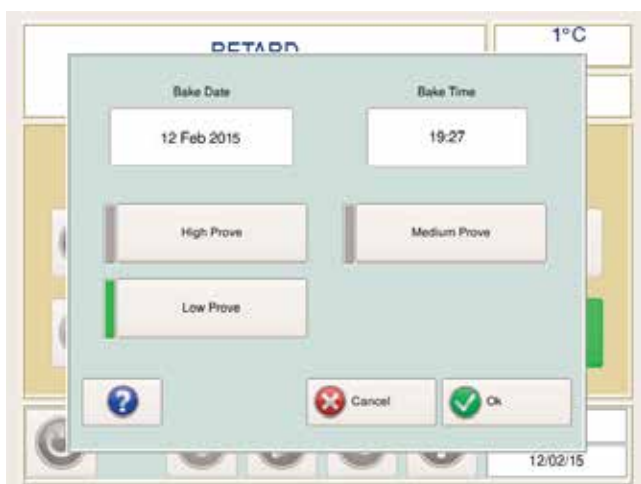 RETARD
1°C
Bake Date
Bake Time
12 Feb 2015
19:27
High Prove
Medium Prove
Low Prove
?
Cancel
Ok
12/02/15